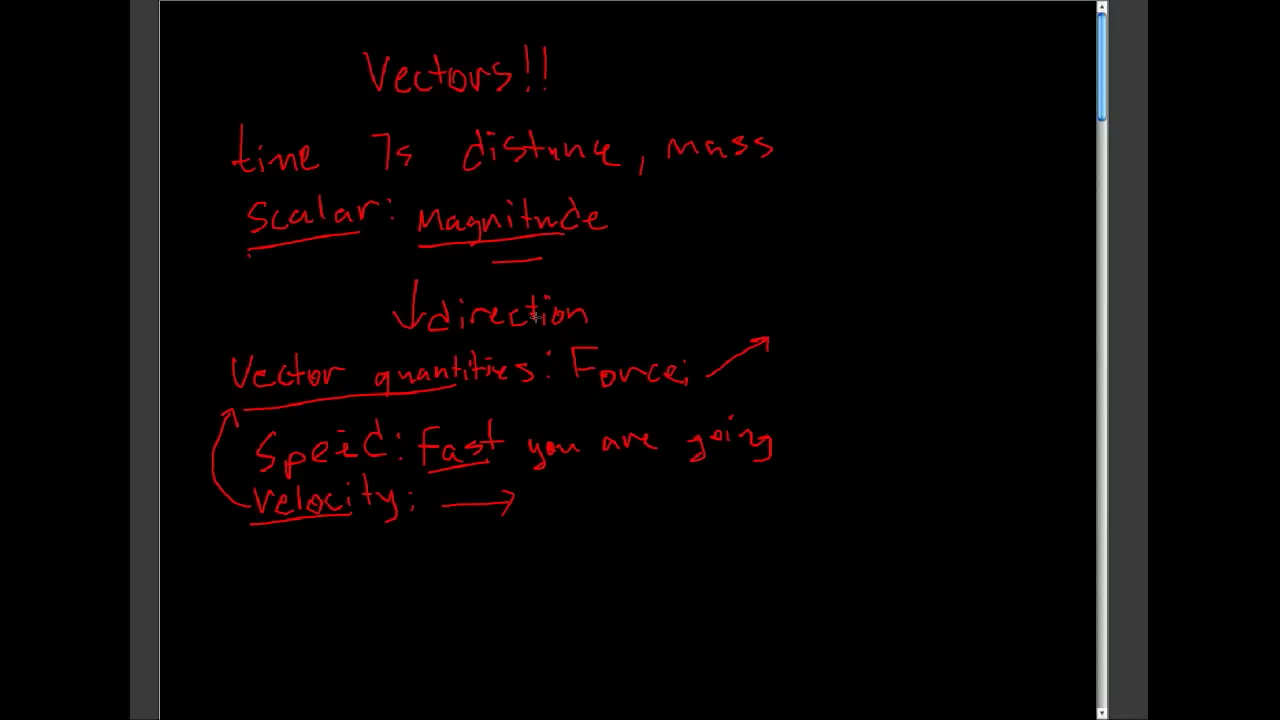 Vectors!!
time 7s distance, mass
Scalar: Magnitude
direction
Vector quantities: Force:
Speed: Fast you are going
velocity: